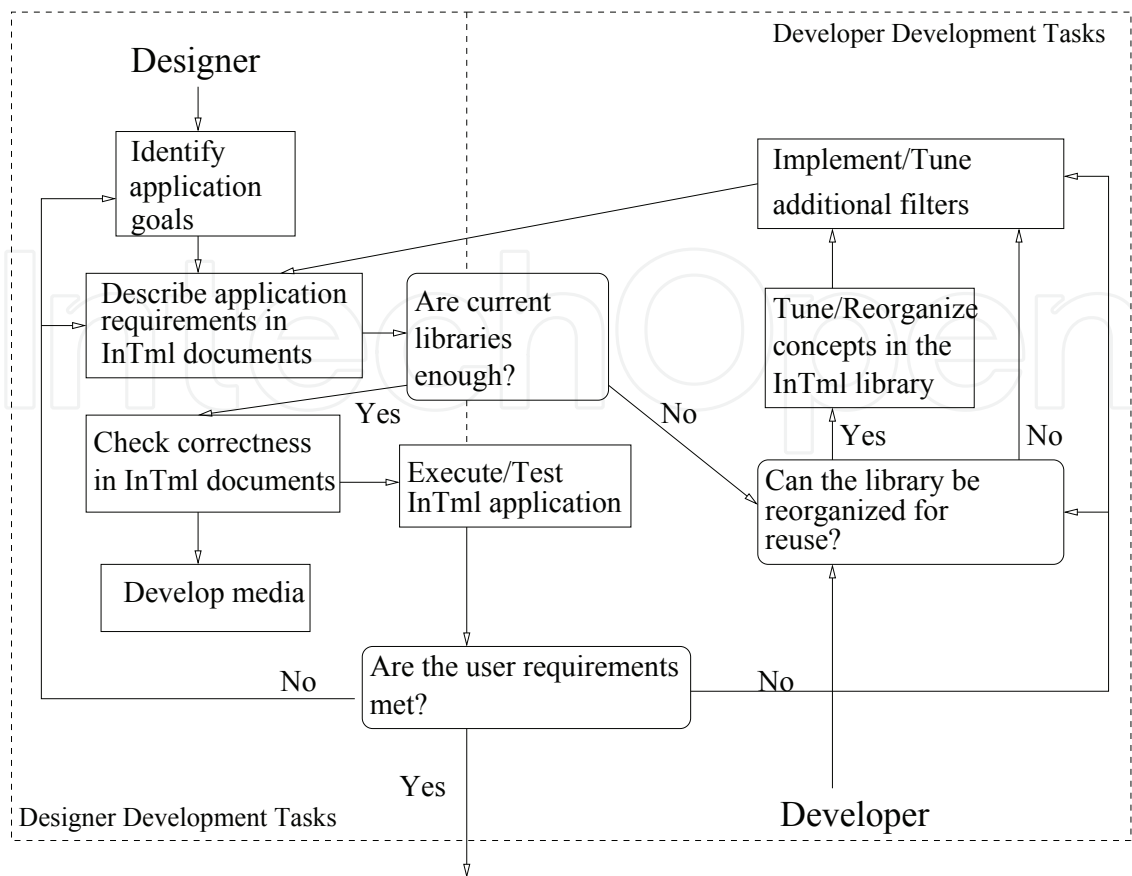 Developer Development Tasks
Designer
Identify
application
goals
Implement/Tune
additional filters
Describe application
requirements in
InTml documents
Are current
libraries
enough?
Tune/Reorganize
concepts in the
InTml library
Yes
No
Yes
No
Check correctness
in InTml documents
Execute/Test
InTml application
Can the library be
reorganized for
reuse?
Develop media
Are the user requirements
met?
No
No
Yes
Designer Development Tasks
Developer
IntechOpen